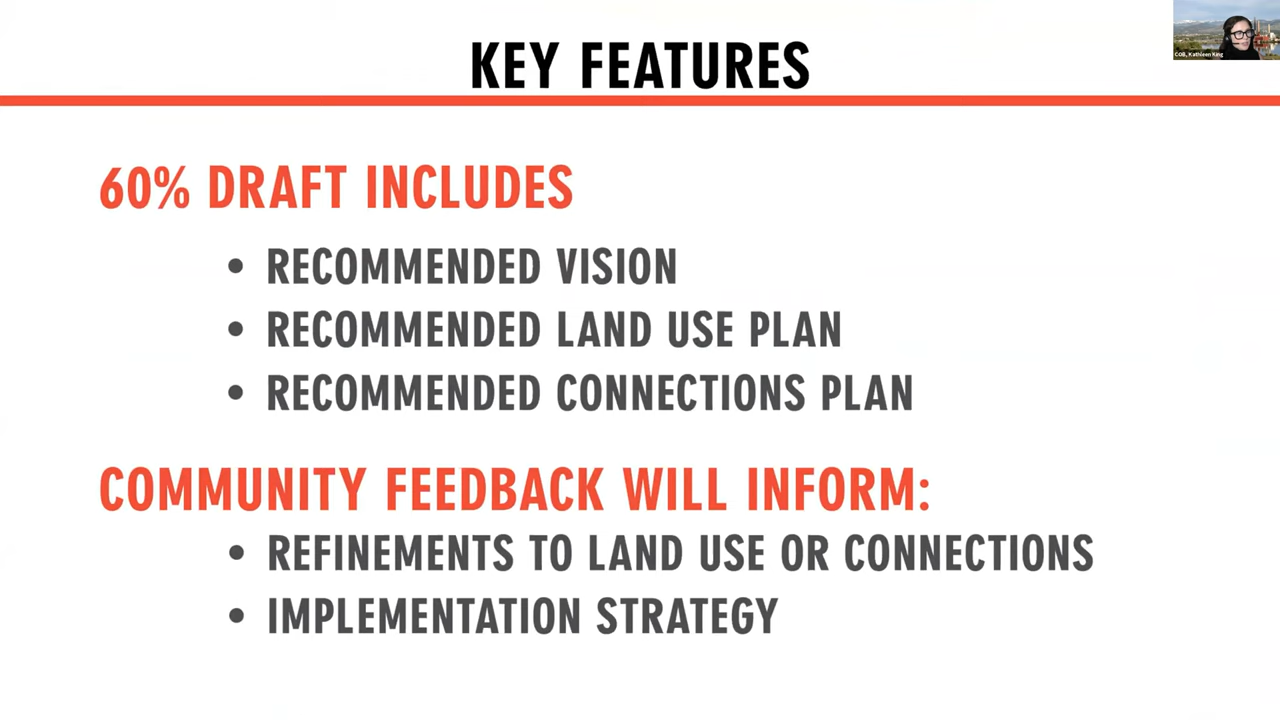 KEY FEATURES
COB, Kathleen King
60% DRAFT INCLUDES
• RECOMMENDED VISION
• RECOMMENDED LAND USE PLAN
• RECOMMENDED CONNECTIONS PLAN
COMMUNITY FEEDBACK WILL INFORM:
• REFINEMENTS TO LAND USE OR CONNECTIONS
• IMPLEMENTATION STRATEGY